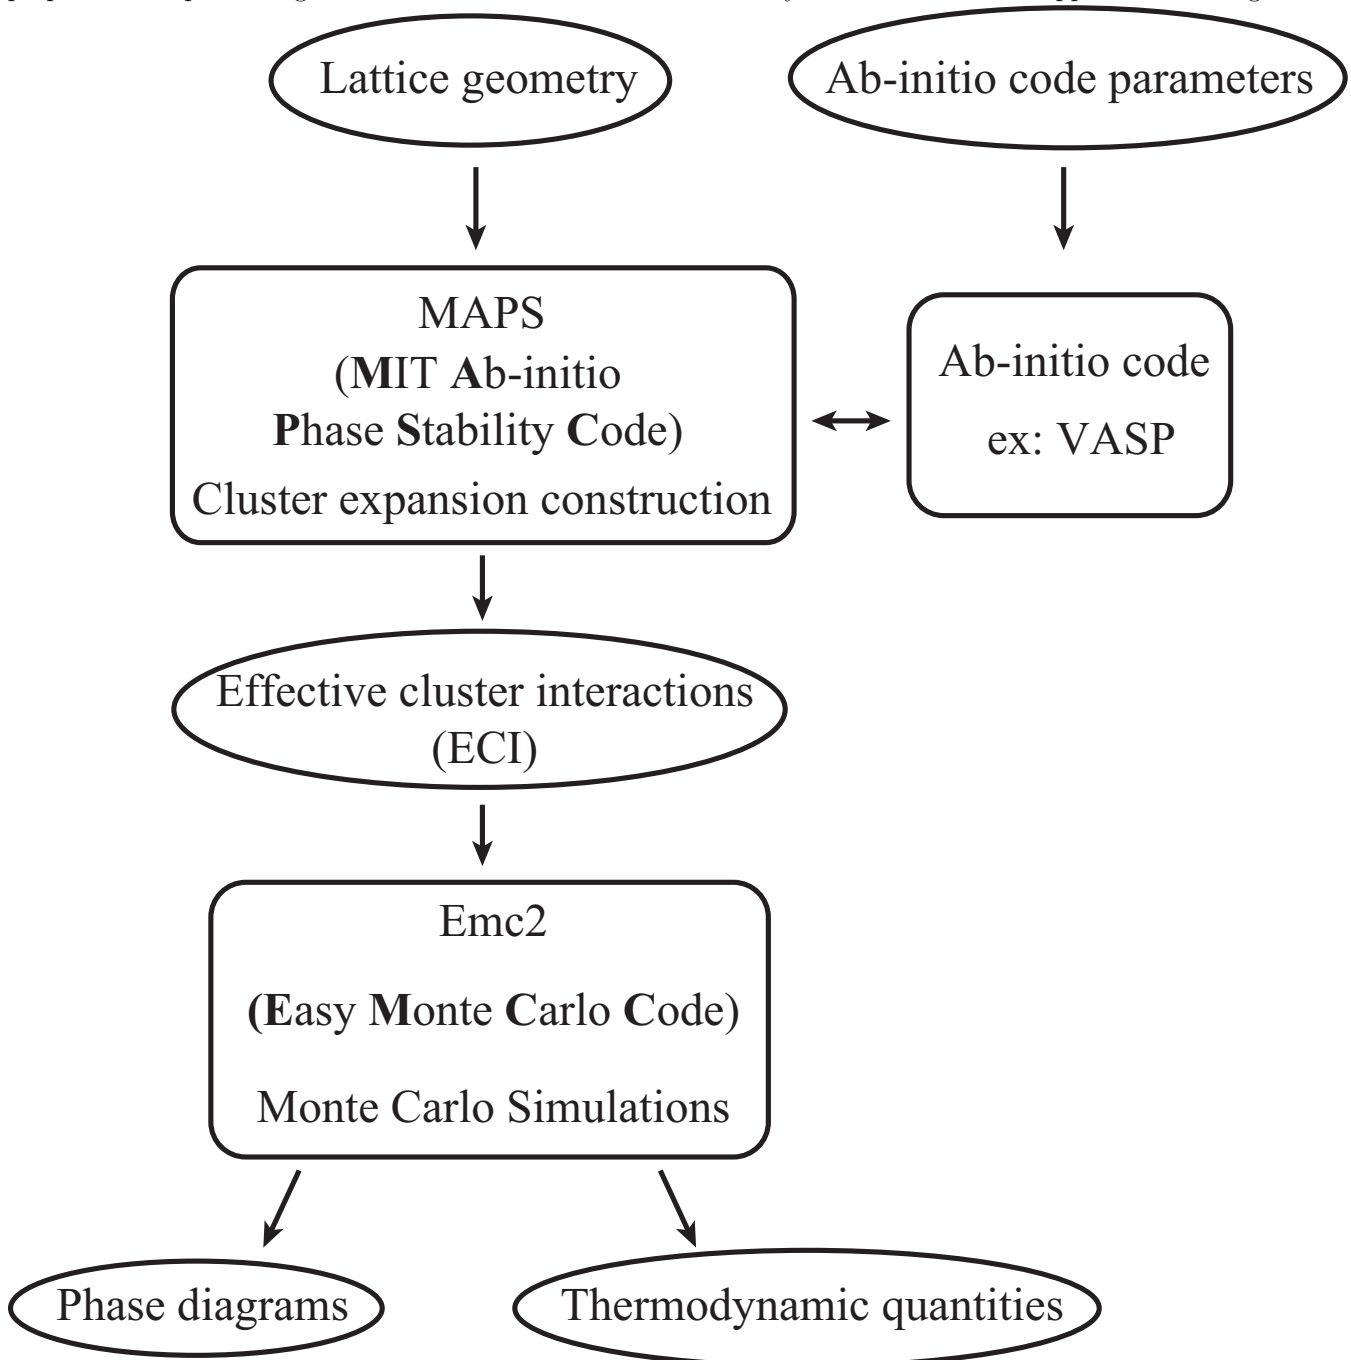 Lattice geometry
Ab-initio code parameters
MAPS
(MIT Ab-initio
Phase Stability Code)
Cluster expansion construction
Ab-initio code
ex: VASP
Effective cluster interactions
(ECI)
Emc2
(Easy Monte Carlo Code)
Monte Carlo Simulations
Phase diagrams
Thermodynamic quantities